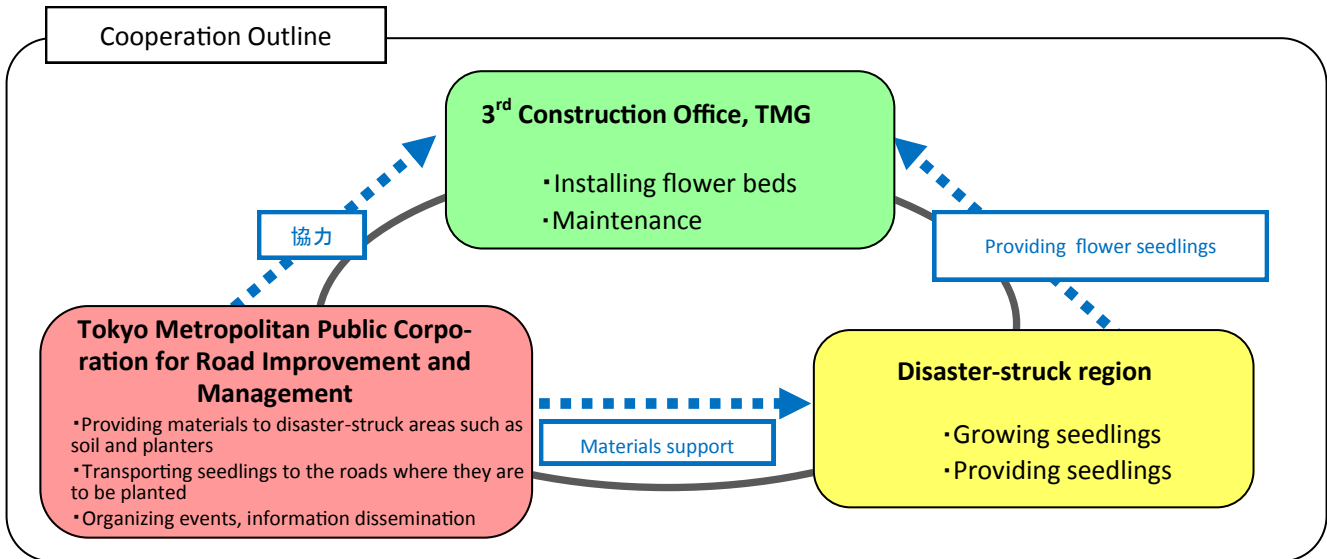 Cooperation Outline
3rd Construction Office, TMG
・Installing flower beds
・Maintenance
協力
Providing flower seedlings
Tokyo Metropolitan Public Corpo-
ration for Road Improvement and
Management
・Providing materials to disaster-struck areas such as
soil and planters
・Transporting seedlings to the roads where they are
to be planted
・Organizing events, information dissemination
Materials support
Disaster-struck region
・Growing seedlings
・Providing seedlings